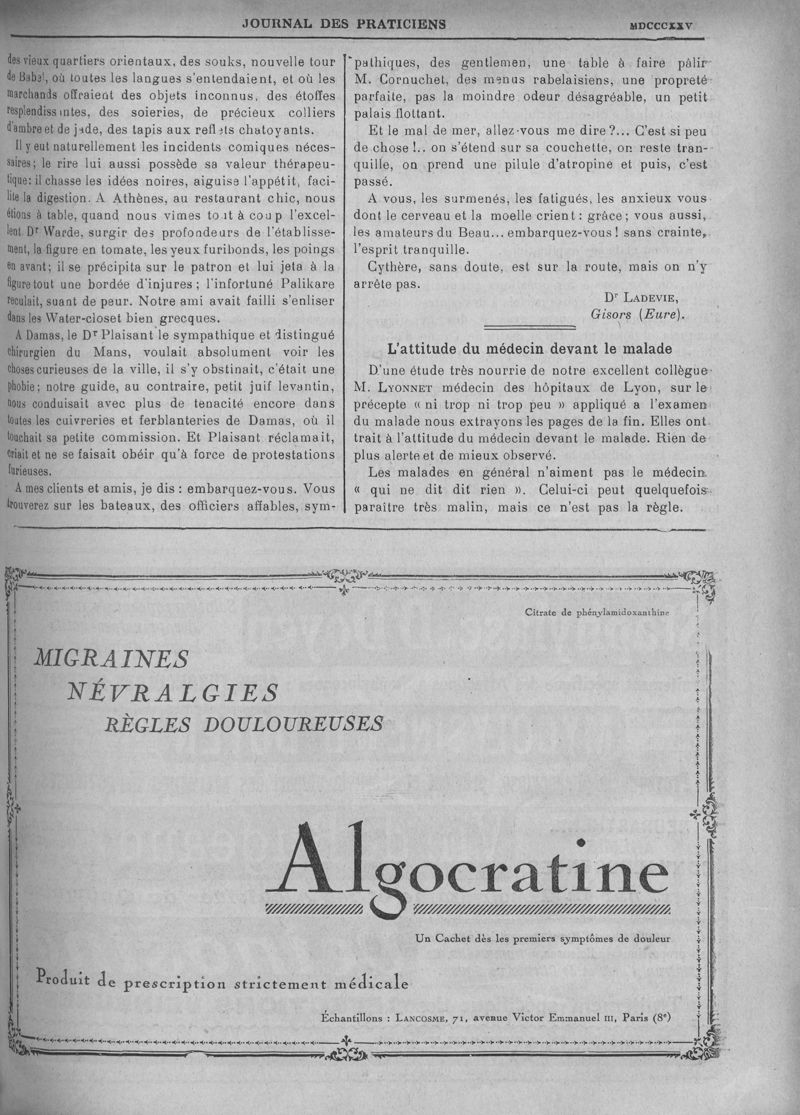 JOURNAL DES PRATICIENS
MDCCCXXV
des vieux quartiers orientaux, des souks, nouvelle tour
de Babel, où toutes les langues s'entendaient, et où les
marchands offraient des objets inconnus, des étoffes
resplendissantes, des soieries, de précieux colliers
d'ambre et de jade, des tapis aux reflets chatoyants.
Il y eut naturellement les incidents comiques néces-
saires ; le rire lui aussi possède sa valeur thérapeu-
tique : il chasse les idées noires, aiguise l'appétit, faci-
lite la digestion. A Athènes, au restaurant chic, nous
étions à table, quand nous vîmes tout à coup l'excel-
lent Dr Warde, surgir des profondeurs de l'établisse-
ment, la figure en tomate, les yeux furibonds, les poings
en avant ; il se précipita sur le patron et lui jeta à la
figure tout une bordée d'injures ; l'infortuné Palikare
reculait, suant de peur. Notre ami avait failli s'enliser
dans les Water-closet bien grecques.
A Damas, le Dr Plaisant le sympathique et distingué
chirurgien du Mans, voulait absolument voir les
choses curieuses de la ville, il s'y obstinait, c'était une
phobie ; notre guide, au contraire, petit juif levantin,
nous conduisait avec plus de tenacité encore dans
toutes les cuivreries et ferblanteries de Damas, où il
touchait sa petite commission. Et Plaisant réclamait,
criait et ne se faisait obéir qu'à force de protestations
furieuses.
A mes clients et amis, je dis : embarquez-vous. Vous
trouverez sur les bateaux, des officiers affables, sym-
pathiques, des gentlemen, une table à faire pâlir
M. Cornuchet, des menus rabelaisiens, une propreté
parfaite, pas la moindre odeur désagréable, un petit
palais flottant.
Et le mal de mer, allez-vous me dire ?... C'est si peu
de chose !.. on s'étend sur sa couchette, on reste tran-
quille, on prend une pilule d'atropine et puis, c'est
passé.
A vous, les surmenés, les fatigués, les anxieux vous
dont le cerveau et la moelle crient : grâce ; vous aussi,
les amateurs du Beau... embarquez-vous ! sans crainte,
l'esprit tranquille.
Cythère, sans doute, est sur la route, mais on n'y
arrête pas.
Dr LADEVIE,
Gisors (Eure).
L'attitude du médecin devant le malade
D'une étude très nourrie de notre excellent collègue
M. LYONNET médecin des hôpitaux de Lyon, sur le
précepte « ni trop ni trop peu » appliqué a l'examen
du malade nous extrayons les pages de la fin. Elles ont
trait à l'attitude du médecin devant le malade. Rien de
plus alerte et de mieux observé.
Les malades en général n'aiment pas le médecin
« qui ne dit dit rien ». Celui-ci peut quelquefois
paraître très malin, mais ce n'est pas la règle.
Citrate de phénylamidoxanthine
MIGRAINES
NÉVRALGIES
RÈGLES DOULOUREUSES
Algocratine
Un Cachet dès les premiers symptômes de douleur
Produit de prescription strictement médicale
Échantillons : LANCOSME, 71, avenue Victor Emmanuel III, Paris (8e)